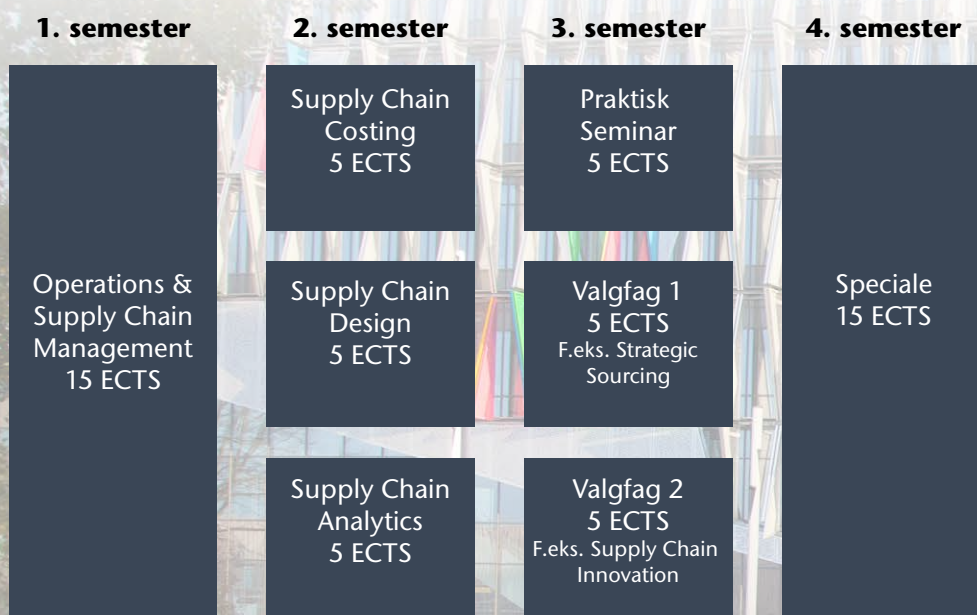 1. semester
2. semester
3. semester
4. semester
Operations &
Supply Chain
Management
15 ECTS
Supply Chain
Costing
5 ECTS
Supply Chain
Design
5 ECTS
Supply Chain
Analytics
5 ECTS
Praktisk
Seminar
5 ECTS
Valgfag 1
5 ECTS
F.eks. Strategic
Sourcing
Valgfag 2
5 ECTS
F.eks. Supply Chain
Innovation
Speciale
15 ECTS